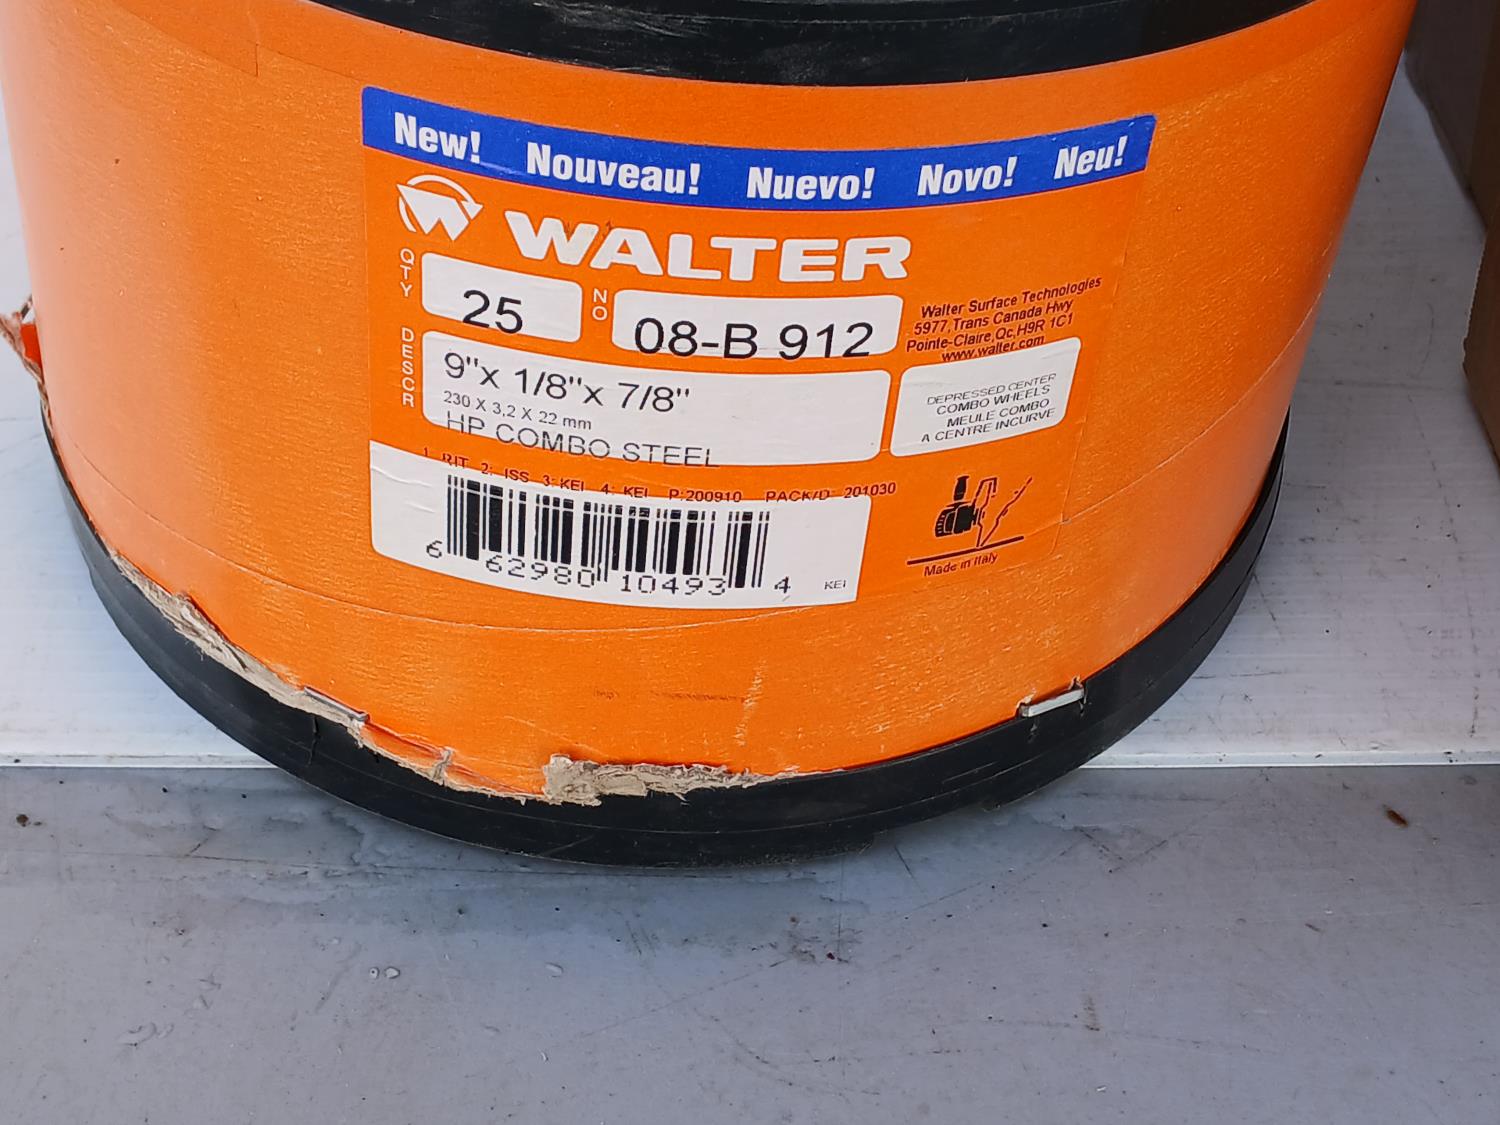 New! Nouveau! Nuevo! Novo! Neu!
WALTER
QTY 25 NO 08-B 912
Walter Surface Technologies
5977,Trans Canada Hwy
Pointe-Claire,Qc,H9R 1C1
www.walter.com
DESCR 9"x 1/8"x 7/8"
230 X 3,2 X 22 mm
HP COMBO STEEL
DEPRESSED CENTER
COMBO WHEELS
MEULE COMBO
A CENTRE INCURVE
1 RIT 2: ISS 3: KEI 4: KEI P:200910 PACK/D 201030
6 62980 10493 4
KEI
Made in Italy